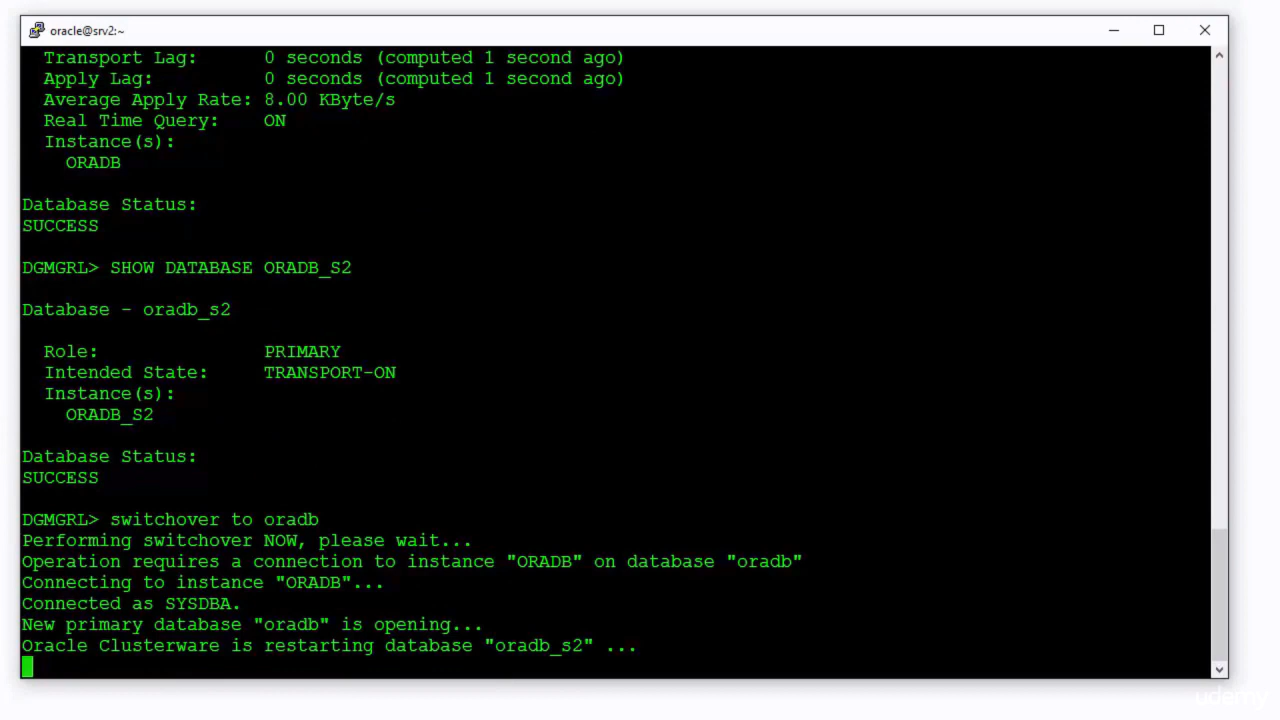 oracle@srv2:~
Transport Lag: 0 seconds (computed 1 second ago)
Apply Lag: 0 seconds (computed 1 second ago)
Average Apply Rate: 8.00 KByte/s
Real Time Query: ON
Instance(s):
ORADB
Database Status:
SUCCESS
DGMGRL> SHOW DATABASE ORADB_S2
Database - oradb_s2
Role: PRIMARY
Intended State: TRANSPORT-ON
Instance(s):
ORADB_S2
Database Status:
SUCCESS
DGMGRL> switchover to oradb
Performing switchover NOW, please wait...
Operation requires a connection to instance "ORADB" on database "oradb"
Connecting to instance "ORADB"...
Connected as SYSDBA.
New primary database "oradb" is opening...
Oracle Clusterware is restarting database "oradb_s2" ...
udemy